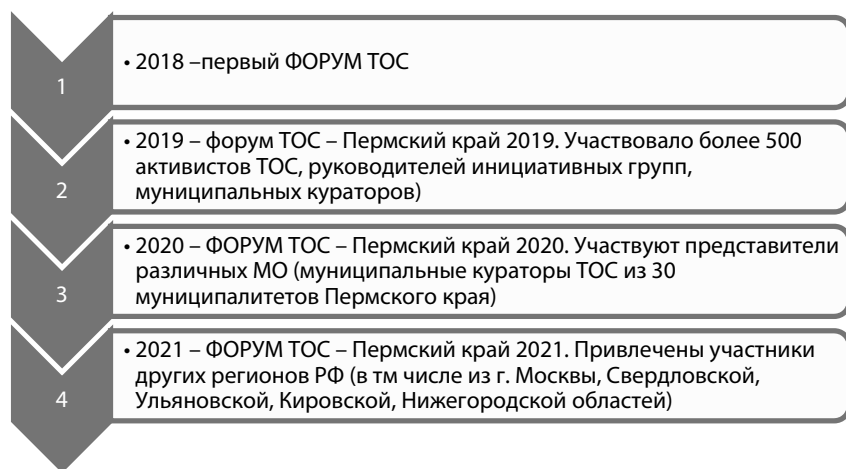 1
• 2018 –первый ФОРУМ ТОС
2
• 2019 – форум ТОС – Пермский край 2019. Участвовало более 500
активистов ТОС, руководителей инициативных групп,
муниципальных кураторов)
3
• 2020 – ФОРУМ ТОС – Пермский край 2020. Участвуют представители
различных МО (муниципальные кураторы ТОС из 30
муниципалитетов Пермского края)
4
• 2021 – ФОРУМ ТОС – Пермский край 2021. Привлечены участники
других регионов РФ (в тм числе из г. Москвы, Свердловской,
Ульяновской, Кировской, Нижегородской областей)